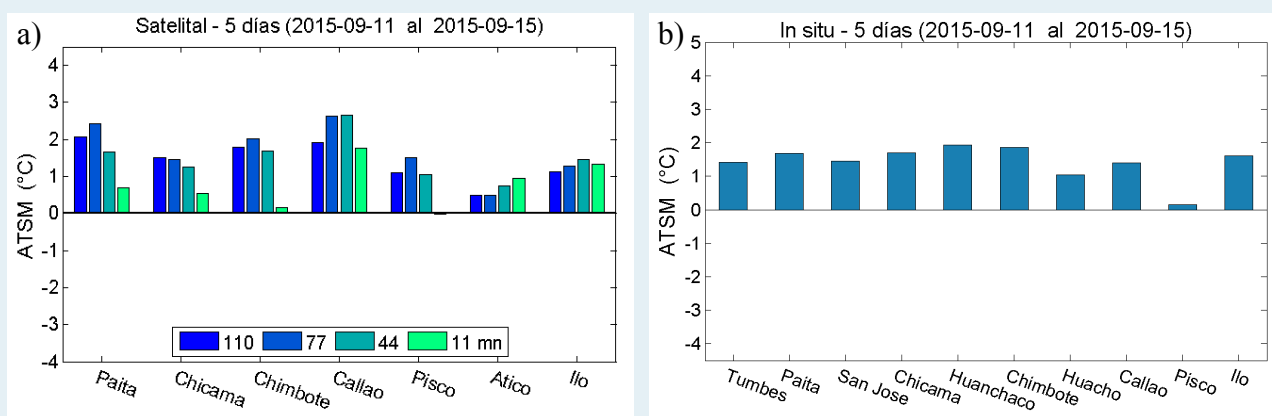 a)
Satelital - 5 días (2015-09-11 al 2015-09-15)
ATSM (°C)
4
3
2
1
0
-1
-2
-3
-4
110 77 44 11 mn
Paita Chicama Chimbote Callao Pisco Atico Ilo
b)
In situ - 5 días (2015-09-11 al 2015-09-15)
ATSM (°C)
5
4
3
2
1
0
-1
-2
-3
-4
Tumbes Paita San Jose Chicama Huanchaco Chimbote Huacho Callao Pisco Ilo